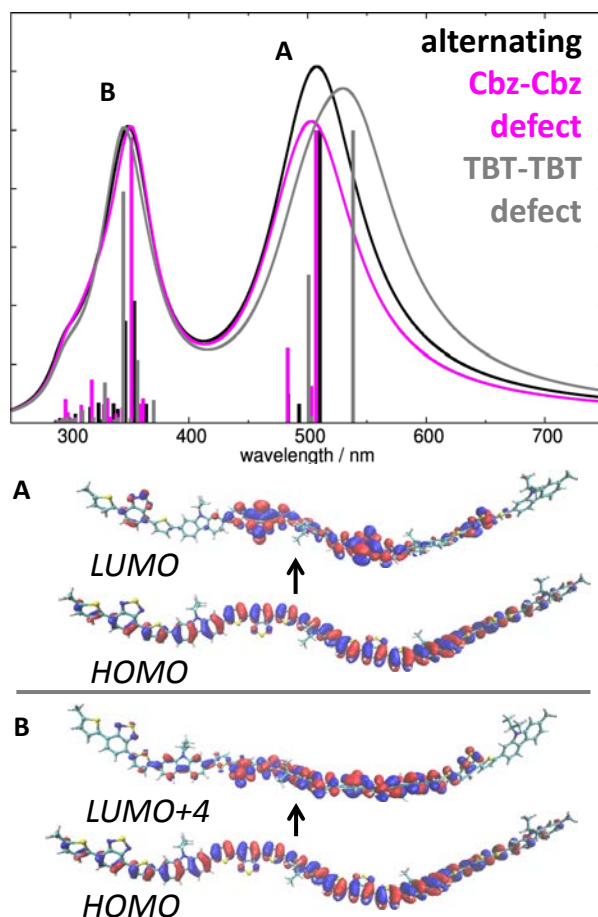 A
B
alternating
Cbz-Cbz
defect
TBT-TBT
defect
300 400 500 600 700
wavelength / nm
A
LUMO
HOMO
B
LUMO+4
HOMO